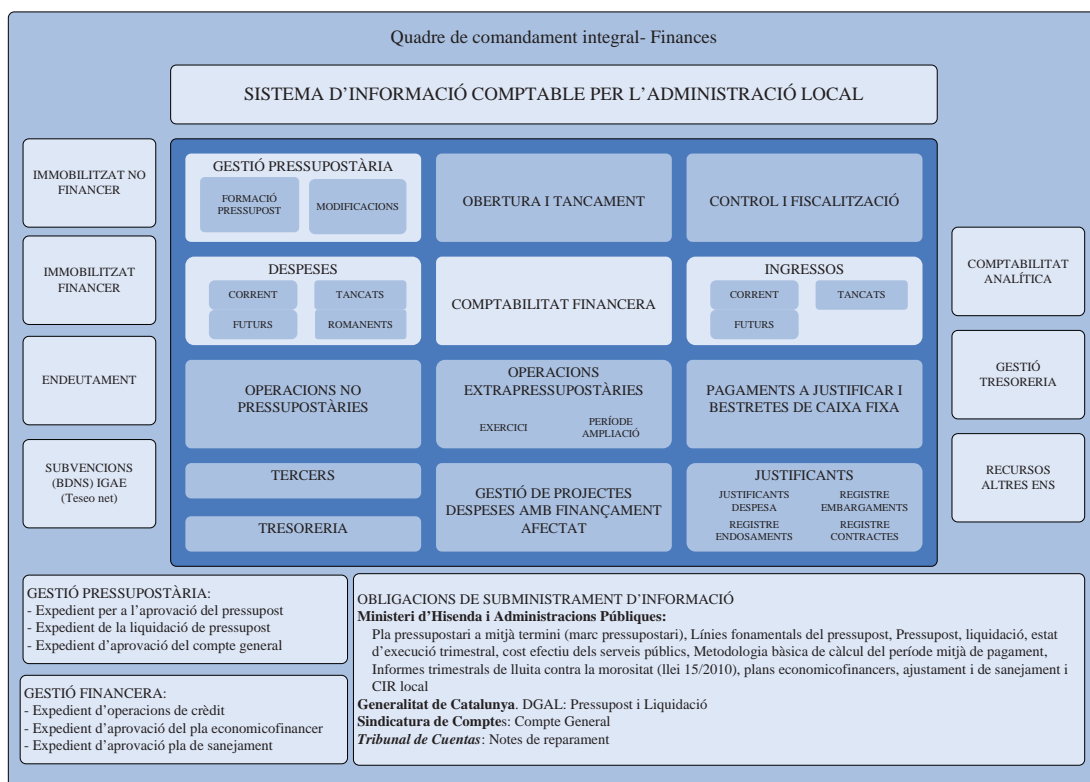 Quadre de comandament integral- Finances
SISTEMA D'INFORMACIÓ COMPTABLE PER L'ADMINISTRACIÓ LOCAL
IMMOBILITZAT NO
FINANCER
IMMOBILITZAT
FINANCER
ENDEUTAMENT
SUBVENCIONS
(BDNS) IGAE
(Teseo net)
GESTIÓ PRESSUPOSTÀRIA
FORMACIÓ
PRESSUPOST
MODIFICACIONS
OBERTURA I TANCAMENT
CONTROL I FISCALITZACIÓ
DESPESES
CORRENT
TANCATS
FUTURS
ROMANENTS
COMPTABILITAT FINANCERA
INGRESSOS
CORRENT
TANCATS
FUTURS
OPERACIONS NO
PRESSUPOSTÀRIES
OPERACIONS
EXTRAPRESSUPOSTÀRIES
EXERCICI
PERÍODE
AMPLIACIÓ
PAGAMENTS A JUSTIFICAR I
BESTRETES DE CAIXA FIXA
TERCERS
TRESORERIA
GESTIÓ DE PROJECTES
DESPESES AMB FINANÇAMENT
AFECTAT
JUSTIFICANTS
JUSTIFICANTS
DESPESA
REGISTRE
EMBARGAMENTS
REGISTRE
ENDOSAMENTS
REGISTRE
CONTRACTES
COMPTABILITAT
ANALÍTICA
GESTIÓ
TRESORERIA
RECURSOS
ALTRES ENS
GESTIÓ PRESSUPOSTÀRIA:
- Expedient per a l'aprovació del pressupost
- Expedient de la liquidació de pressupost
- Expedient d'aprovació del compte general
GESTIÓ FINANCERA:
- Expedient d'operacions de crèdit
- Expedient d'aprovació del pla economicofinancer
- Expedient d'aprovació pla de sanejament
OBLIGACIONS DE SUBMINISTRAMENT D'INFORMACIÓ
Ministeri d'Hisenda i Administracions Públiques:
Pla pressupostari a mitjà termini (marc pressupostari), Línies fonamentals del pressupost, Pressupost, liquidació, estat
d'execució trimestral, cost efectiu dels serveis públics, Metodologia bàsica de càlcul del període mitjà de pagament,
Informes trimestrals de lluita contra la morositat (llei 15/2010), plans economicofinancers, ajustament i de sanejament i
CIR local
Generalitat de Catalunya. DGAL: Pressupost i Liquidació
Sindicatura de Comptes: Compte General
Tribunal de Cuentas: Notes de reparament